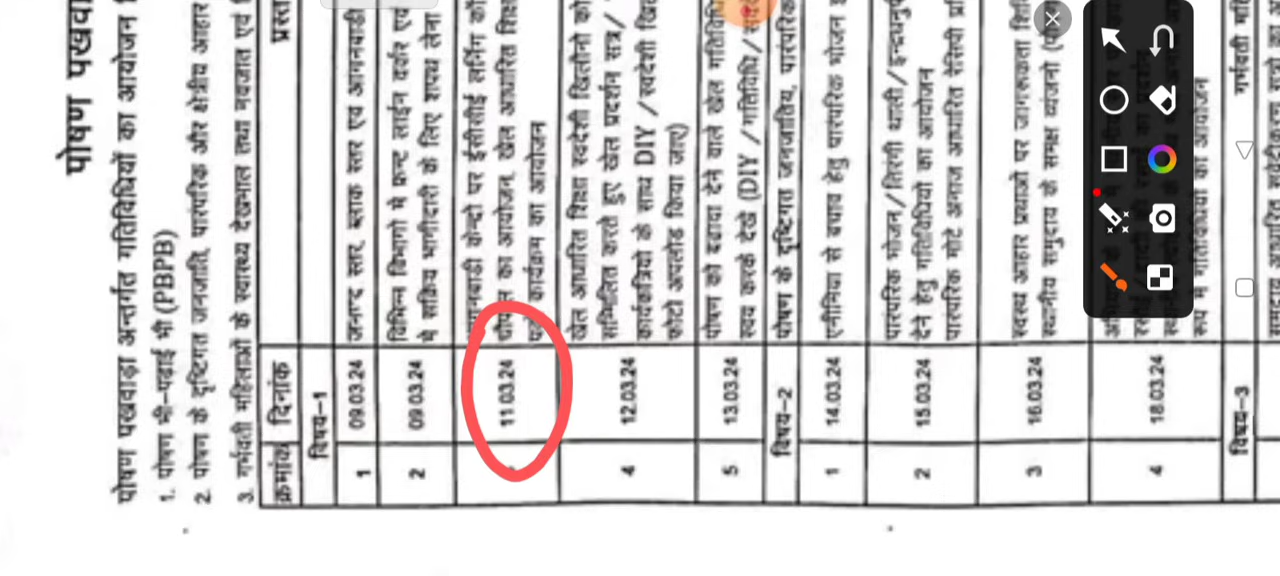 पोषण पखवा
पोषण पखवाड़ा अन्तर्गत गतिविधियों का आयोजन
1. पोषण भी–पढ़ाई भी (PBPB)
2. पोषण के दृष्टिगत जनजाति, पारंपरिक और क्षेत्रीय आहार
3. गर्भवती महिलाओं के स्वास्थ्य देखभाल तथा नवजात एवं
क्रमांक दिनांक प्रस्त
विषय–1
1 09.03.24 जनपद स्तर, ब्लाक स्तर एवं आंगनबाड़ी
2 09.03.24 विभिन्न विभागो मे फ्रन्ट लाईन वर्कर एव
मे सक्रिय भागीदारी के लिए शपथ लेना
11.03.24 केन्द्रो पर ईसीसीई लर्निंग
का आयोजन, खेल आधारित शिक्ष
कार्यक्रम का आयोजन
4 12.03.24 खेल आधारित शिक्षा स्वदेशी खिलौनो को
सम्मिलित करते हुए खेल प्रदर्शन सत्र/
कार्यकत्रियो के साथ DIY /स्वदेशी खि
फोटो अपलोड किया जाए)
5 13.03.24 पोषण को बढावा देने वाले खेल गतिवि
स्वय करके देखे (DIY /गतिविधि/
विषय–2 पोषण के दृष्टिगत जनजातिय, पारंपरिक
1 14.03.24 एनीमिया से बचाव हेतु पारंपरिक भोजन
2 15.03.24 पारंपरिक भोजन/तिरंगी थाली/इन्द्रधनुष
देने हेतु गतिविधियो का आयोजन
पारंपरिक मोटे अनाज आधारित रेसिपी प्र
3 16.03.24 स्वस्थ आहार प्रथाओ पर जागरूकता शि
स्थानीय समुदाय के समक्ष व्यंजनो
4 18.03.24
रूप मे गतिविधियो का आयोजन
विषय–3 गर्भवती महि